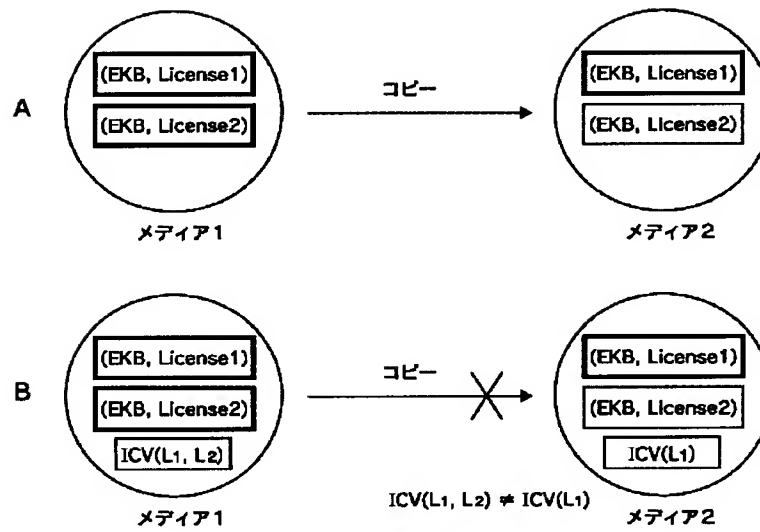 A
(EKB, License1)
(EKB, License2)
メディア1
コピー
(EKB, License1)
(EKB, License2)
メディア2
B
(EKB, License1)
(EKB, License2)
ICV(L1, L2)
メディア1
コピー
ICV(L1, L2) ≠ ICV(L1)
(EKB, License1)
(EKB, License2)
ICV(L1)
メディア2